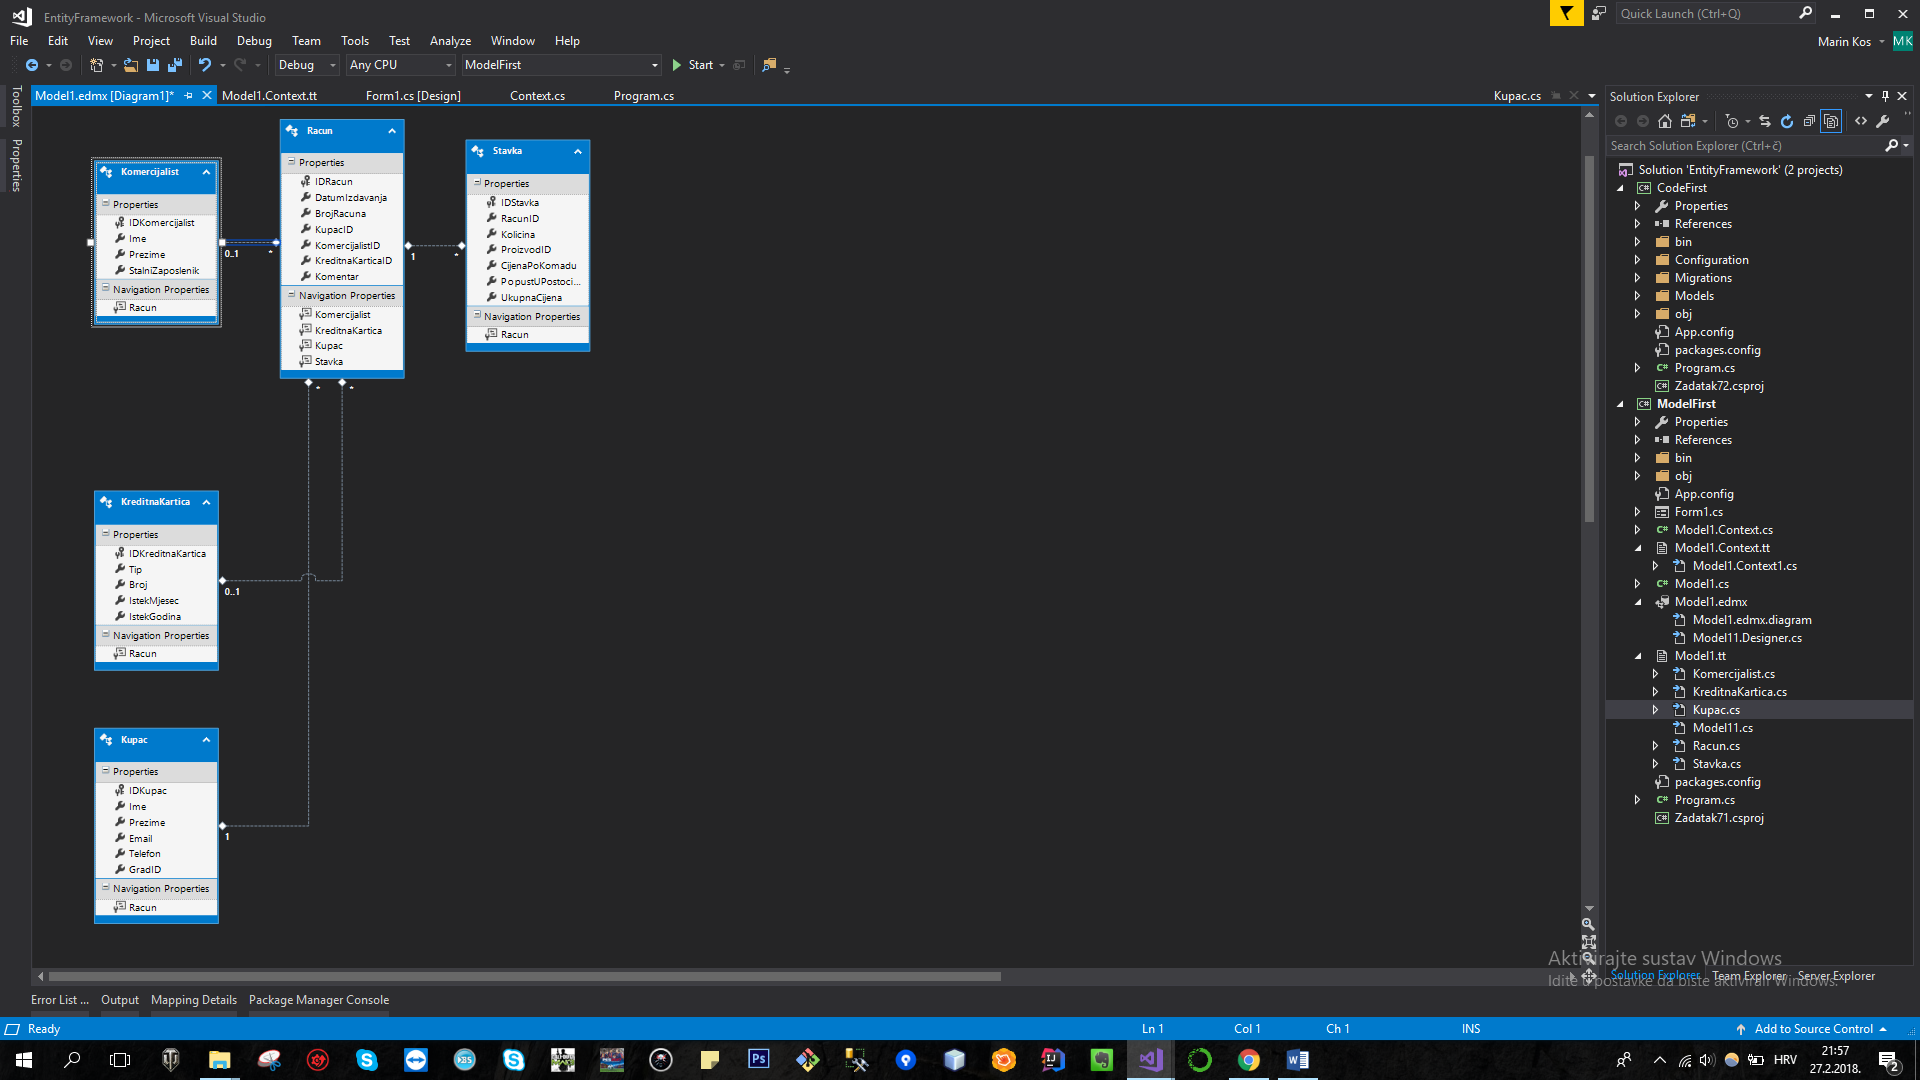 EntityFramework - Microsoft Visual Studio
Quick Launch (Ctrl+Q)
File Edit View Project Build Debug Team Tools Test Analyze Window Help
Marin Kos MK
Debug Any CPU ModelFirst Start
Toolbox
Properties
Model1.edmx [Diagram1]* Model1.Context.tt Form1.cs [Design] Context.cs Program.cs Kupac.cs
Komercijalist
Properties
IDKomercijalist
Ime
Prezime
StalniZaposlenik
Navigation Properties
Racun
0..1
*
Racun
Properties
IDRacun
DatumIzdavanja
BrojRacuna
KupacID
KomercijalistID
KreditnaKarticaID
Komentar
Navigation Properties
Komercijalist
KreditnaKartica
Kupac
Stavka
1
*
*
*
Stavka
Properties
IDStavka
RacunID
Kolicina
ProizvodID
CijenaPoKomadu
PopustUPostoci...
UkupnaCijena
Navigation Properties
Racun
KreditnaKartica
Properties
IDKreditnaKartica
Tip
Broj
IstekMjesec
IstekGodina
Navigation Properties
Racun
0..1
Kupac
Properties
IDKupac
Ime
Prezime
Email
Telefon
GradID
Navigation Properties
Racun
1
Solution Explorer
Search Solution Explorer (Ctrl+č)
Solution 'EntityFramework' (2 projects)
CodeFirst
Properties
References
bin
Configuration
Migrations
Models
obj
App.config
packages.config
Program.cs
Zadatak72.csproj
ModelFirst
Properties
References
bin
obj
App.config
Form1.cs
Model1.Context.cs
Model1.Context.tt
Model1.Context1.cs
Model1.cs
Model1.edmx
Model1.edmx.diagram
Model11.Designer.cs
Model1.tt
Komercijalist.cs
KreditnaKartica.cs
Kupac.cs
Model11.cs
Racun.cs
Stavka.cs
packages.config
Program.cs
Zadatak71.csproj
Aktivirajte sustav Windows
Idite u postavke da biste aktivirali Windows.
Solution Explorer Team Explorer Server Explorer
Error List ... Output Mapping Details Package Manager Console
Ready Ln 1 Col 1 Ch 1 INS Add to Source Control
HRV
21:57
27.2.2018.
2